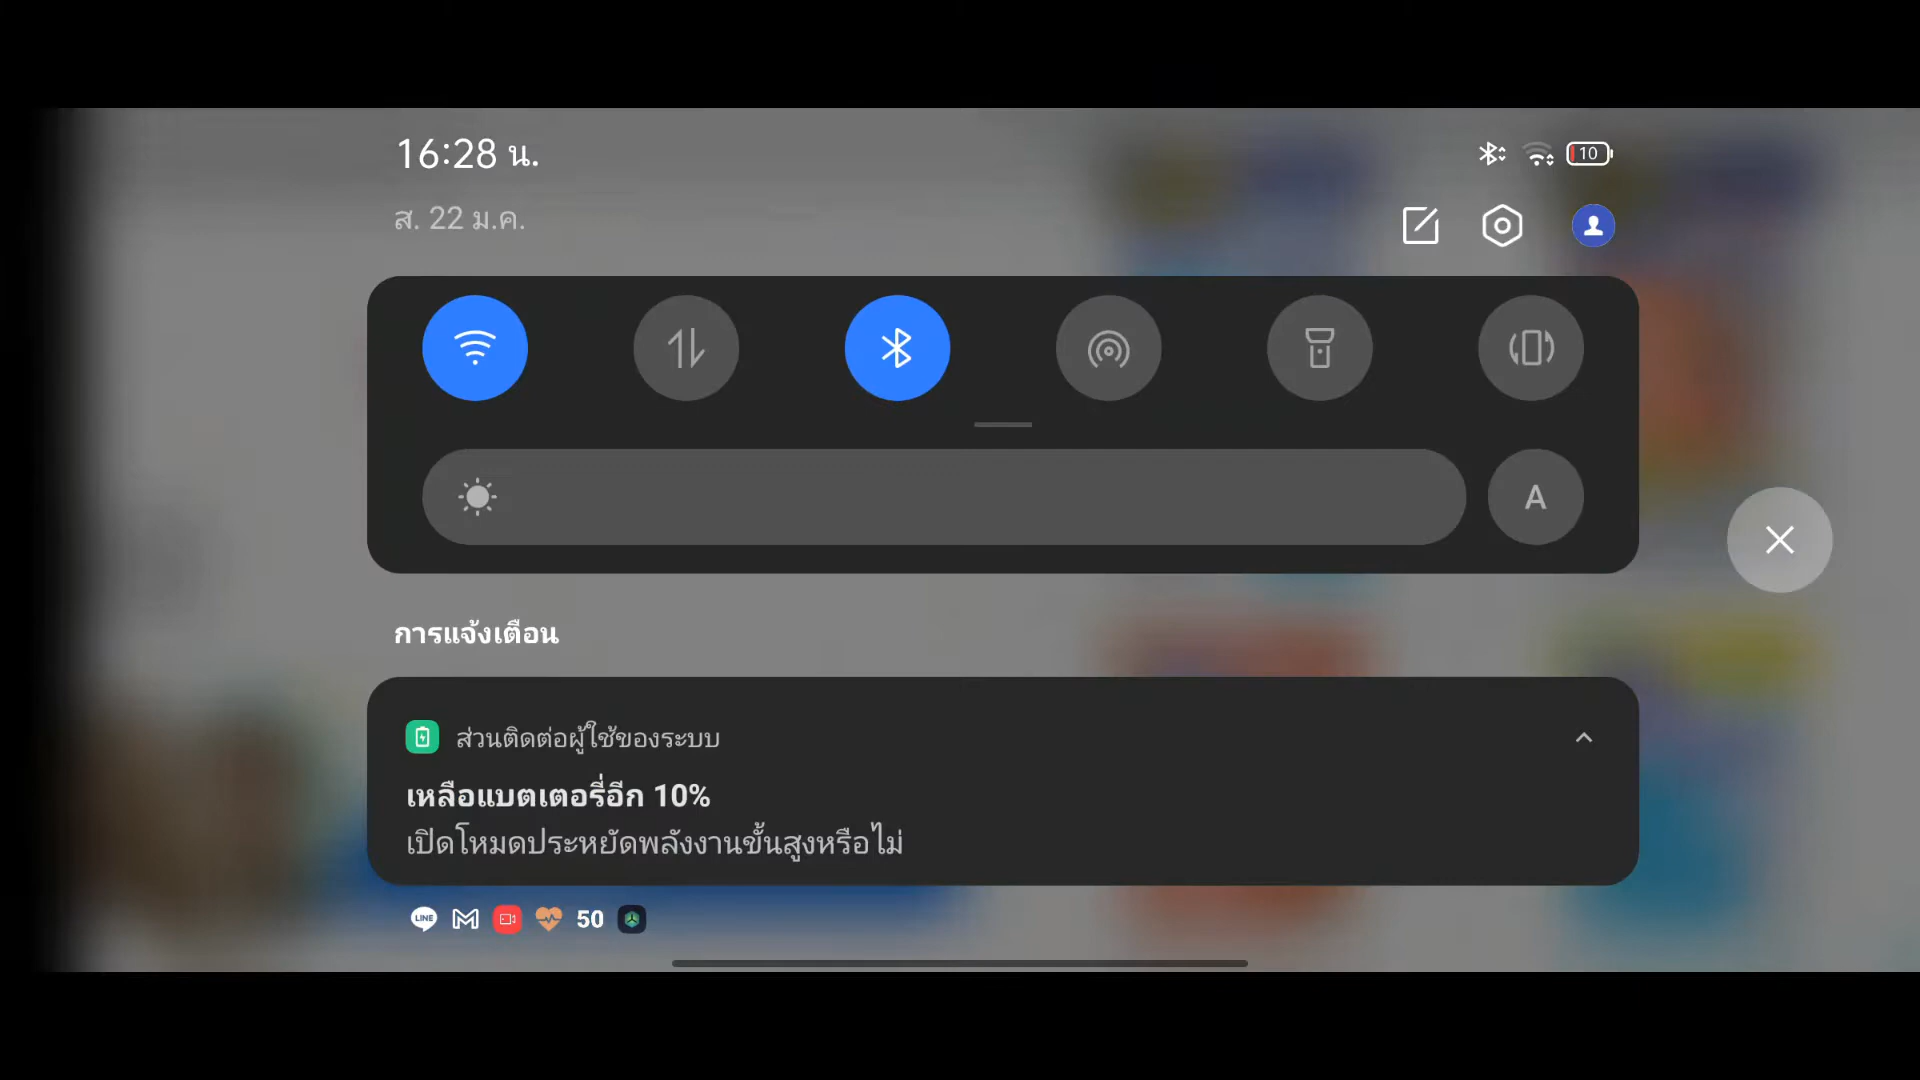 16:28 น.
10
ส. 22 ม.ค.
A
การแจ้งเตือน
ส่วนติดต่อผู้ใช้ของระบบ
เหลือแบตเตอรี่อีก 10%
เปิดโหมดประหยัดพลังงานขั้นสูงหรือไม่
LINE 50